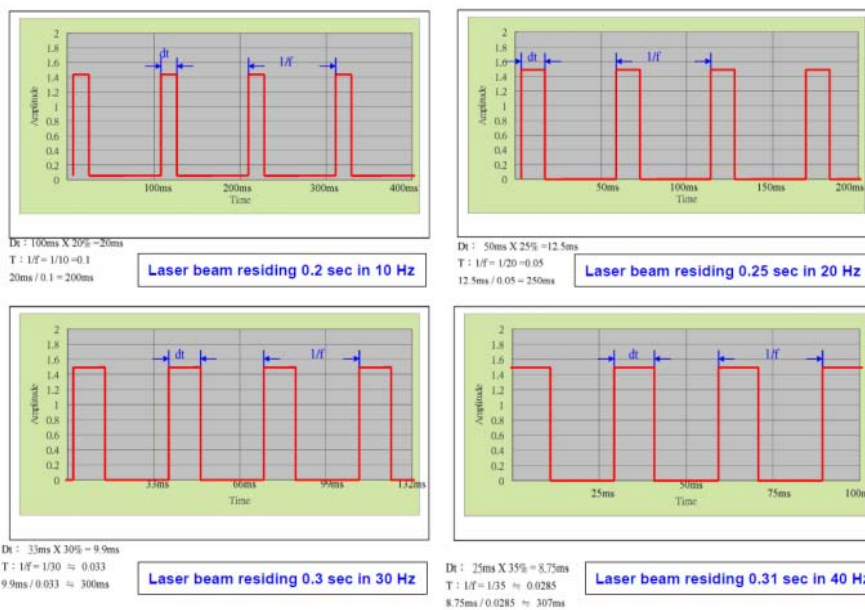 2
1.8
1.6
1.4
1.2
1
0.8
0.6
0.4
0.2
0
Amplitude
dt
1/f
100ms
200ms
300ms
400ms
Time
Dt : 100ms X 20% =20ms
T : 1/f = 1/10 =0.1
20ms / 0.1 = 200ms
Laser beam residing 0.2 sec in 10 Hz
2
1.8
1.6
1.4
1.2
1
0.8
0.6
0.4
0.2
0
Amplitude
dt
1/f
50ms
100ms
150ms
200ms
Time
Dt : 50ms X 25% =12.5ms
T : 1/f = 1/20 =0.05
12.5ms / 0.05 = 250ms
Laser beam residing 0.25 sec in 20 Hz
2
1.8
1.6
1.4
1.2
1
0.8
0.6
0.4
0.2
0
Amplitude
dt
1/f
33ms
66ms
99ms
132ms
Time
Dt : 33ms X 30% = 9.9ms
T : 1/f = 1/30 ≒ 0.033
9.9ms / 0.033 ≒ 300ms
Laser beam residing 0.3 sec in 30 Hz
2
1.8
1.6
1.4
1.2
1
0.8
0.6
0.4
0.2
0
Amplitude
dt
1/f
25ms
50ms
75ms
100m
Time
Dt : 25ms X 35% = 8.75ms
T : 1/f = 1/35 ≒ 0.0285
8.75ms / 0.0285 ≒ 307ms
Laser beam residing 0.31 sec in 40 Hz